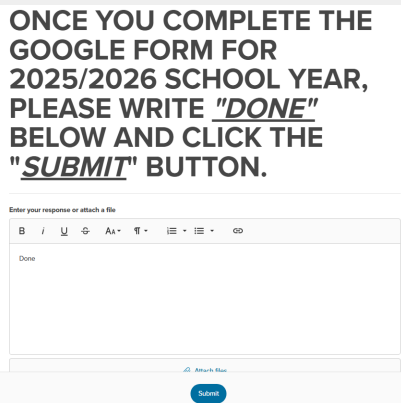 ONCE YOU COMPLETE THE
GOOGLE FORM FOR
2025/2026 SCHOOL YEAR,
PLEASE WRITE "DONE"
BELOW AND CLICK THE
"SUBMIT" BUTTON.
Enter your response or attach a file
B i U S AA ¶
Done
Attach files
Submit